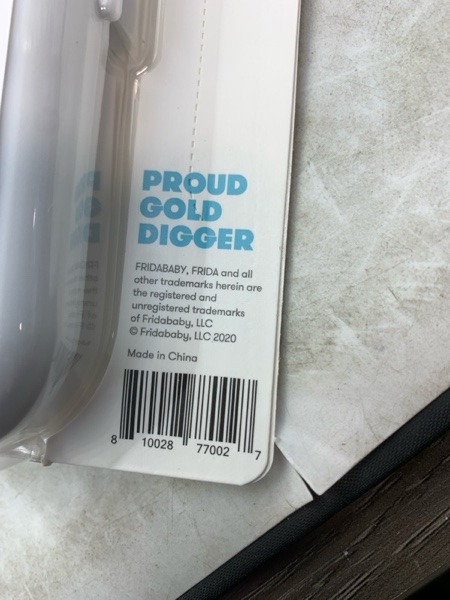 PROUD
GOLD
DIGGER
FRIDABABY, FRIDA and all
other trademarks herein are
the registered and
unregistered trademarks
of Fridababy, LLC
© Fridababy, LLC 2020
Made in China
8 10028 77002 7